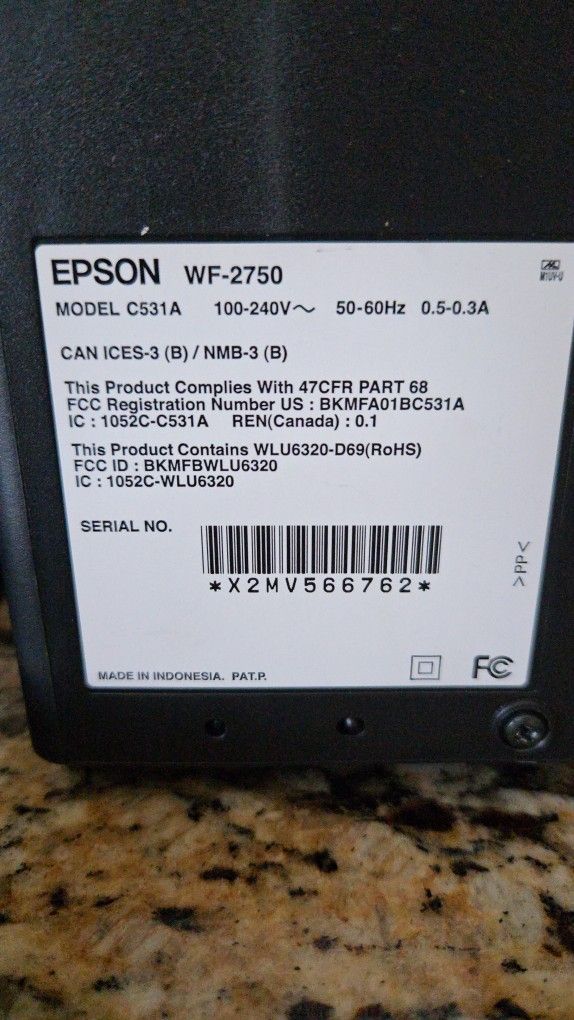 EPSON WF-2750
MODEL C531A 100-240V～ 50-60Hz 0.5-0.3A
CAN ICES-3 (B) / NMB-3 (B)
This Product Complies With 47CFR PART 68
FCC Registration Number US : BKMFA01BC531A
IC : 1052C-C531A REN(Canada) : 0.1
This Product Contains WLU6320-D69(RoHS)
FCC ID : BKMFBWLU6320
IC : 1052C-WLU6320
SERIAL NO.
*X2MV566762*
>PP<
MADE IN INDONESIA. PAT.P.
FC